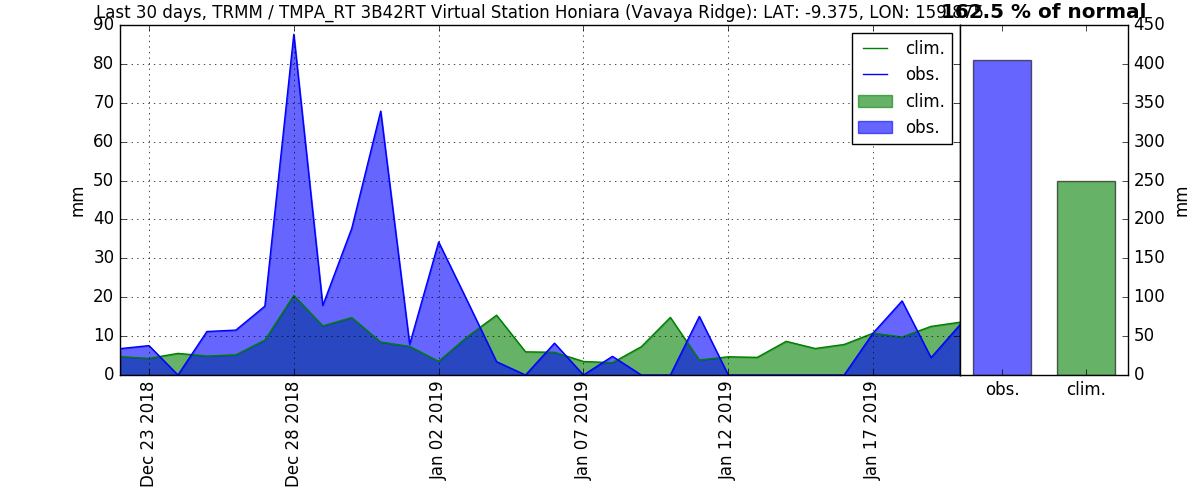 Last 30 days, TRMM / TMPA_RT 3B42RT Virtual Station Honiara (Vavaya Ridge): LAT: -9.375, LON: 159.875
162.5 % of normal
90
80
70
60
50
40
30
20
10
0
mm
clim.
obs.
clim.
obs.
Dec 23 2018
Dec 28 2018
Jan 02 2019
Jan 07 2019
Jan 12 2019
Jan 17 2019
450
400
350
300
250
200
150
100
50
0
mm
obs.
clim.